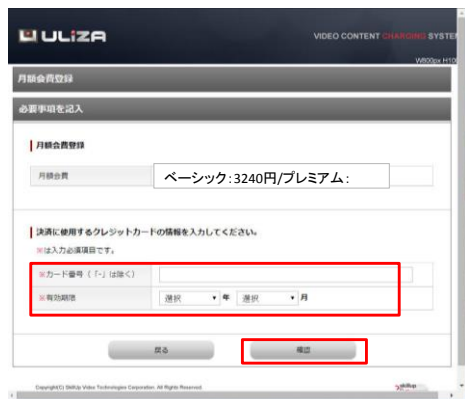 ULIZA
VIDEO CONTENT CHARGING SYSTE
W800px H10
月額会費登録
必要事項を記入
月額会費登録
月額会費
ベーシック:3240円/プレミアム:
決済に使用するクレジットカードの情報を入力してください。
※は入力必須項目です。
※カード番号(「-」は除く)
※有効期限
選択 年 選択 月
戻る 確認
Copyright(C) SkillUp Video Technologies Corporation. All Rights Reserved.
skillup